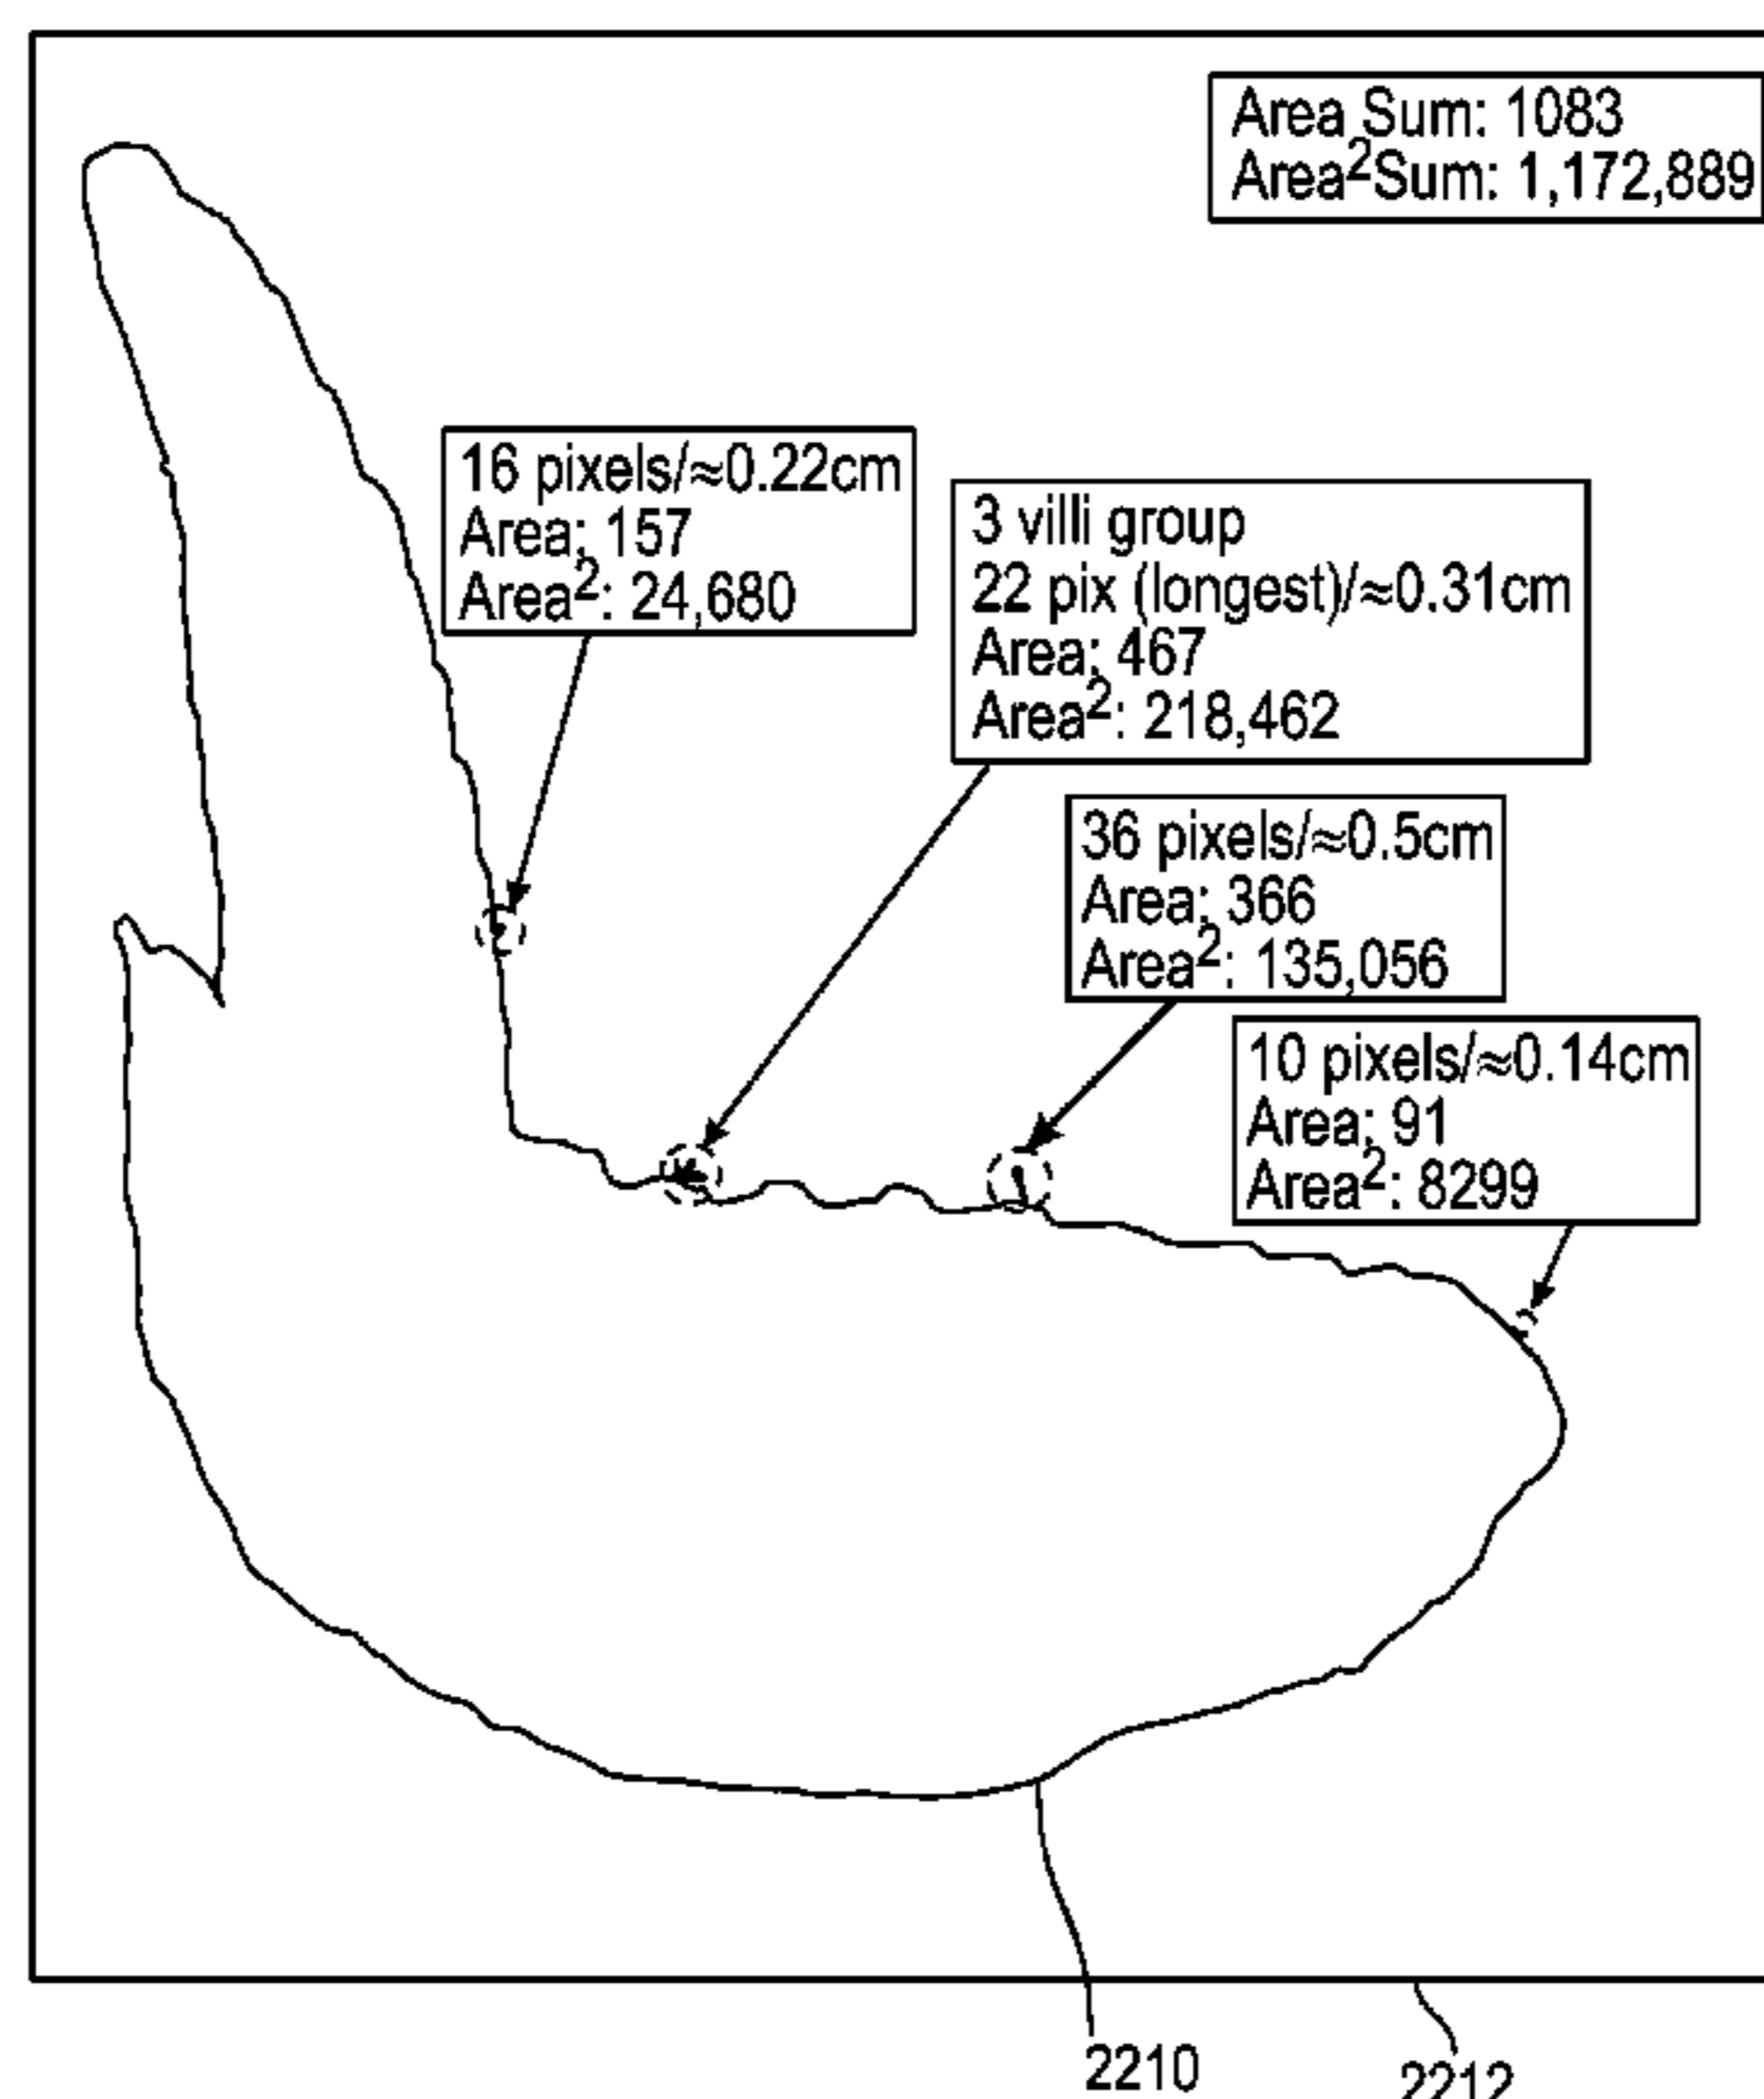 Area Sum: 1083
Area²Sum: 1,172,889
16 pixels/≈0.22cm
Area: 157
Area²: 24,680
3 villi group
22 pix (longest)/≈0.31cm
Area: 467
Area²: 218,462
36 pixels/≈0.5cm
Area: 366
Area²: 135,056
10 pixels/≈0.14cm
Area: 91
Area²: 8299
2210
2212